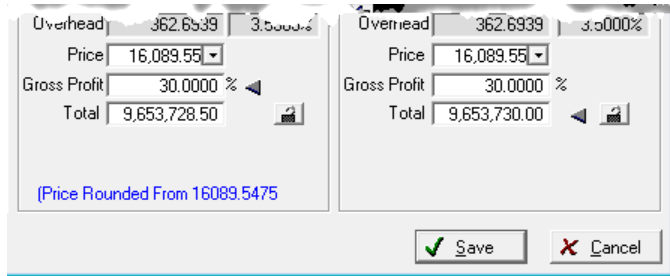 Overhead 362.6939 3.5000% Overhead 362.6939 3.5000%
Price 16,089.55 Price 16,089.55
Gross Profit 30.0000 % Gross Profit 30.0000 %
Total 9,653,728.50 Total 9,653,730.00
(Price Rounded From 16089.5475
Save Cancel